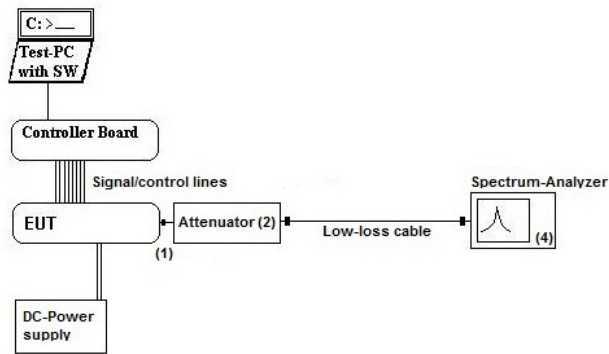 C: >__
Test-PC
with SW
Controller Board
Signal/control lines
Spectrum-Analyzer
EUT
Attenuator (2)
(1)
Low-loss cable
(4)
DC-Power
supply